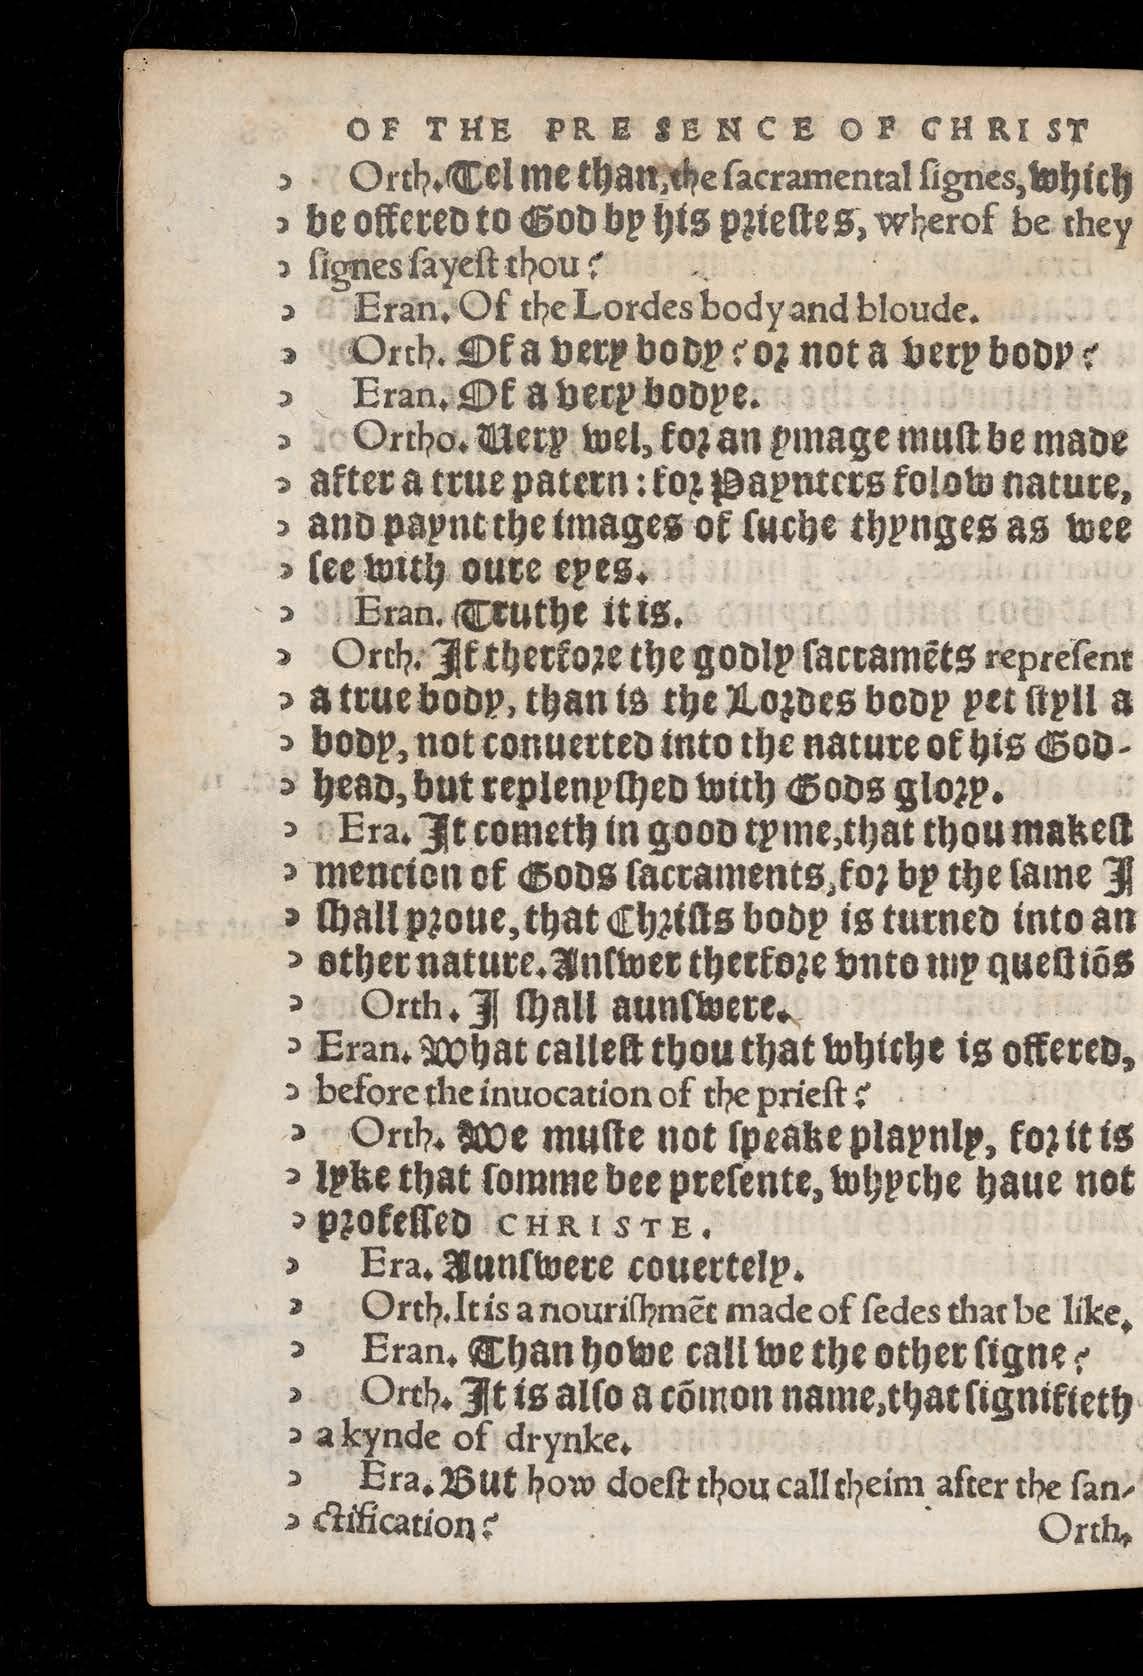 OF THE PRESENCE OF CHRIST
Orth. Tel me than, the ſacramental ſignes, which
be offered to God by his prieſtes, wherof be they
ſignes ſayeſt thou?
Eran. Of the Lordes body and bloude.
Orth. Of a very body? or not a very body?
Eran. Of a very bodye.
Ortho. Uery wel, for an ymage muſt be made
after a true patern: for Paynters folow nature,
and paynt the images of ſuche thynges as wee
ſee with oure eyes.
Eran. Truthe it is.
Orth. If therfore the godly ſacramẽts repreſent
a true body, than is the Lordes body yet ſtyll a
body, not conuerted into the nature of his God-
head, but replenyſhed with Gods glory.
Era. It cometh in good tyme, that thou makeſt
mencion of Gods ſacraments, for by the ſame I
ſhall proue, that Chriſts body is turned into an
other nature. Anſwer therfore vnto my queſtiõs
Orth. I ſhall aunſwere.
Eran. What calleſt thou that whiche is offered,
before the inuocation of the prieſt?
Orth. We muſte not ſpeake playnly, for it is
lyke that ſomme bee preſente, whyche haue not
profeſſed CHRISTE.
Era. Aunſwere couertely.
Orth. It is a nouriſhmẽt made of ſedes that be like.
Eran. Than howe call we the other ſigne?
Orth. It is alſo a cõmon name, that ſignifieth
a kynde of drynke.
Era. But how doeſt thou call theim after the ſan-
ctification?
Orth.